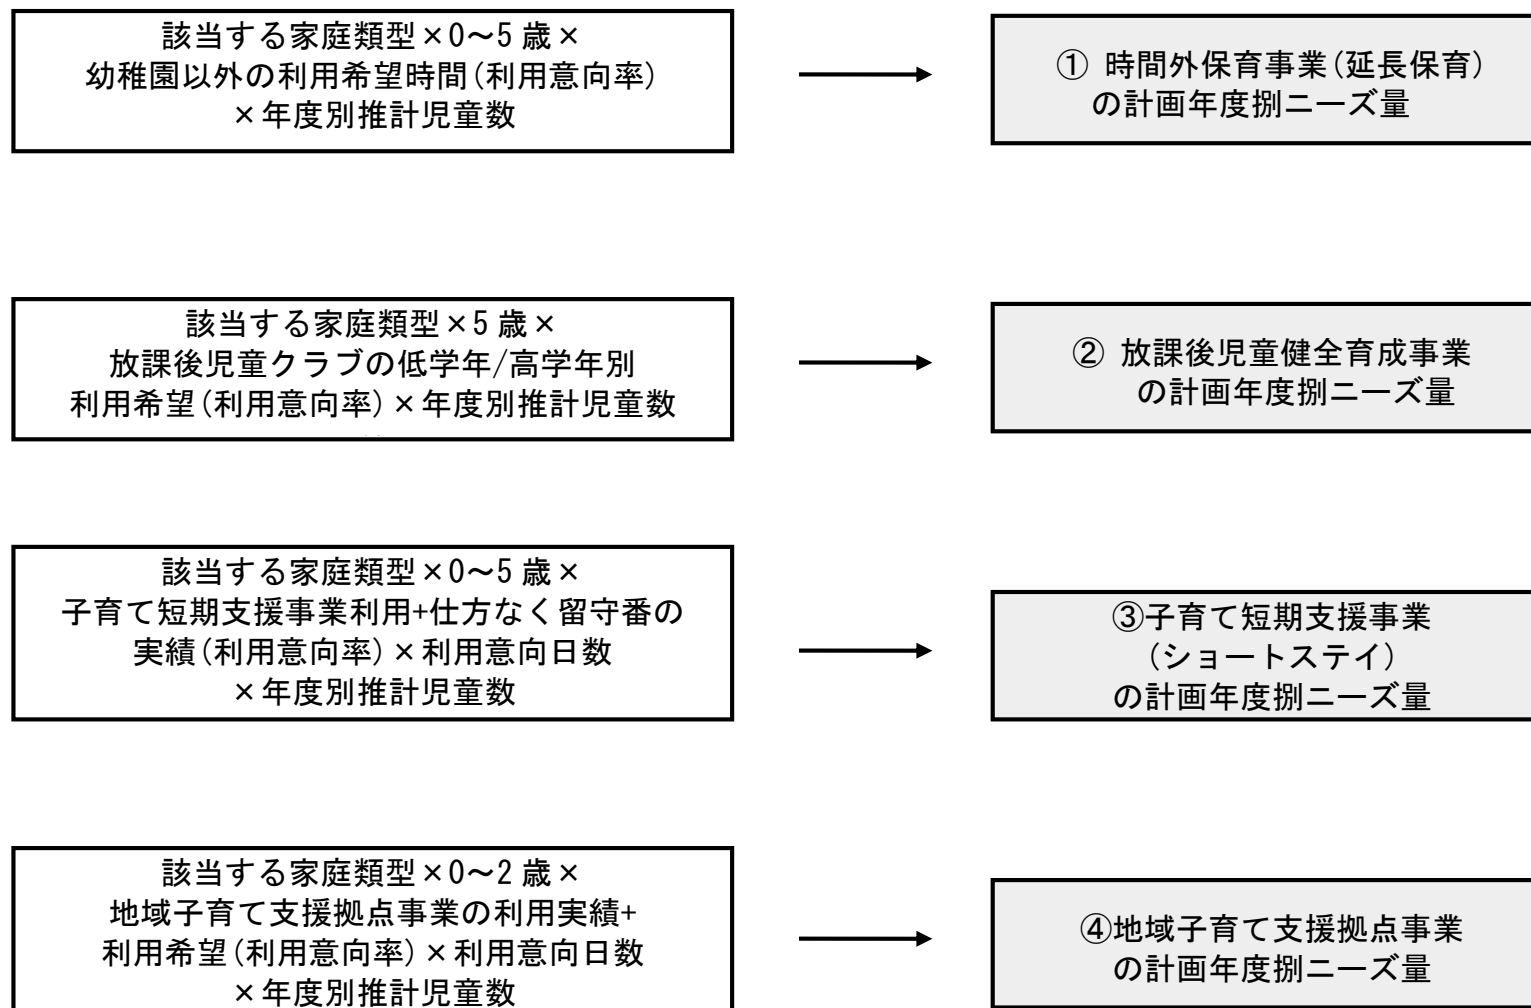 該当する家庭類型×0～5歳×
幼稚園以外の利用希望時間(利用意向率)
×年度別推計児童数
① 時間外保育事業(延長保育)
の計画年度捌ニーズ量
該当する家庭類型×5歳×
放課後児童クラブの低学年/高学年別
利用希望(利用意向率)×年度別推計児童数
② 放課後児童健全育成事業
の計画年度捌ニーズ量
該当する家庭類型×0～5歳×
子育て短期支援事業利用+仕方なく留守番の
実績(利用意向率)×利用意向日数
×年度別推計児童数
③子育て短期支援事業
(ショートステイ)
の計画年度捌ニーズ量
該当する家庭類型×0～2歳×
地域子育て支援拠点事業の利用実績+
利用希望(利用意向率)×利用意向日数
×年度別推計児童数
④地域子育て支援拠点事業
の計画年度捌ニーズ量